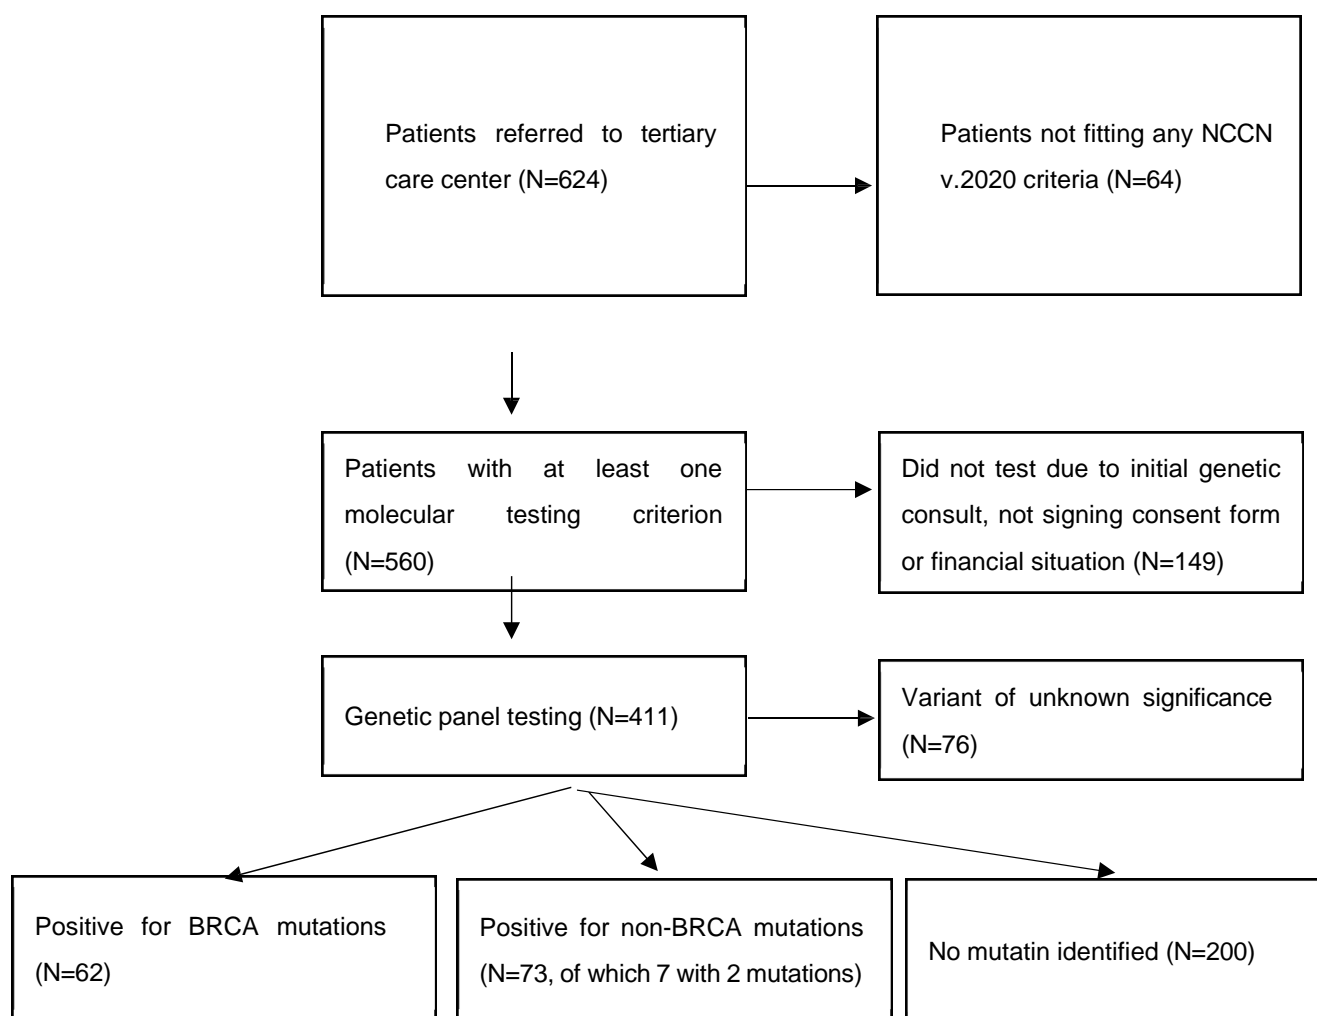 Patients referred to tertiary
care center (N=624)
Patients not fitting any NCCN
v.2020 criteria (N=64)
Patients with at least one
molecular testing criterion
(N=560)
Did not test due to initial genetic
consult, not signing consent form
or financial situation (N=149)
Genetic panel testing (N=411)
Variant of unknown significance
(N=76)
Positive for BRCA mutations
(N=62)
Positive for non-BRCA mutations
(N=73, of which 7 with 2 mutations)
No mutatin identified (N=200)